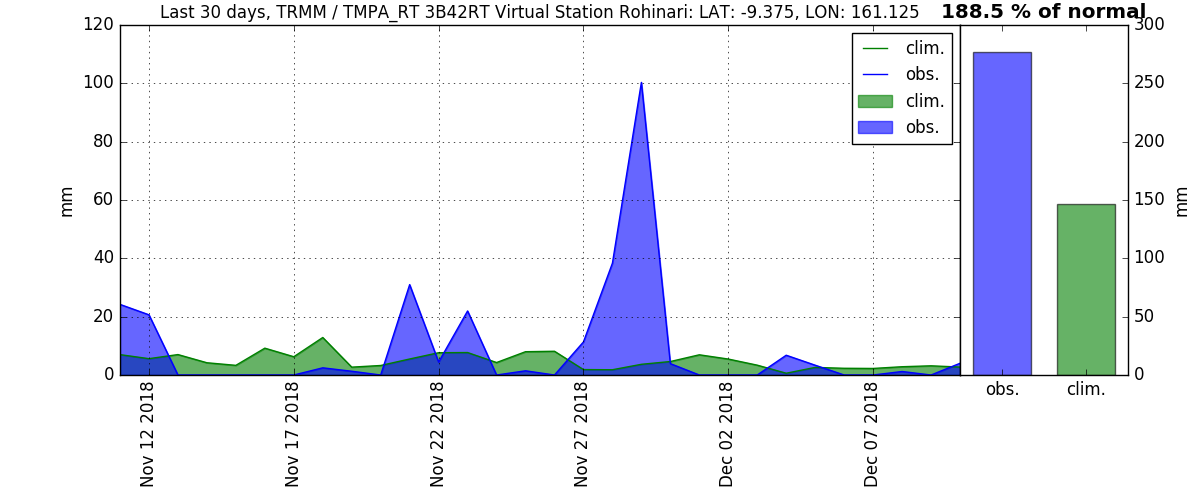 Last 30 days, TRMM / TMPA_RT 3B42RT Virtual Station Rohinari: LAT: -9.375, LON: 161.125
188.5 % of normal
120
100
80
60
40
20
0
mm
clim.
obs.
clim.
obs.
Nov 12 2018
Nov 17 2018
Nov 22 2018
Nov 27 2018
Dec 02 2018
Dec 07 2018
300
250
200
150
100
50
0
mm
obs.
clim.